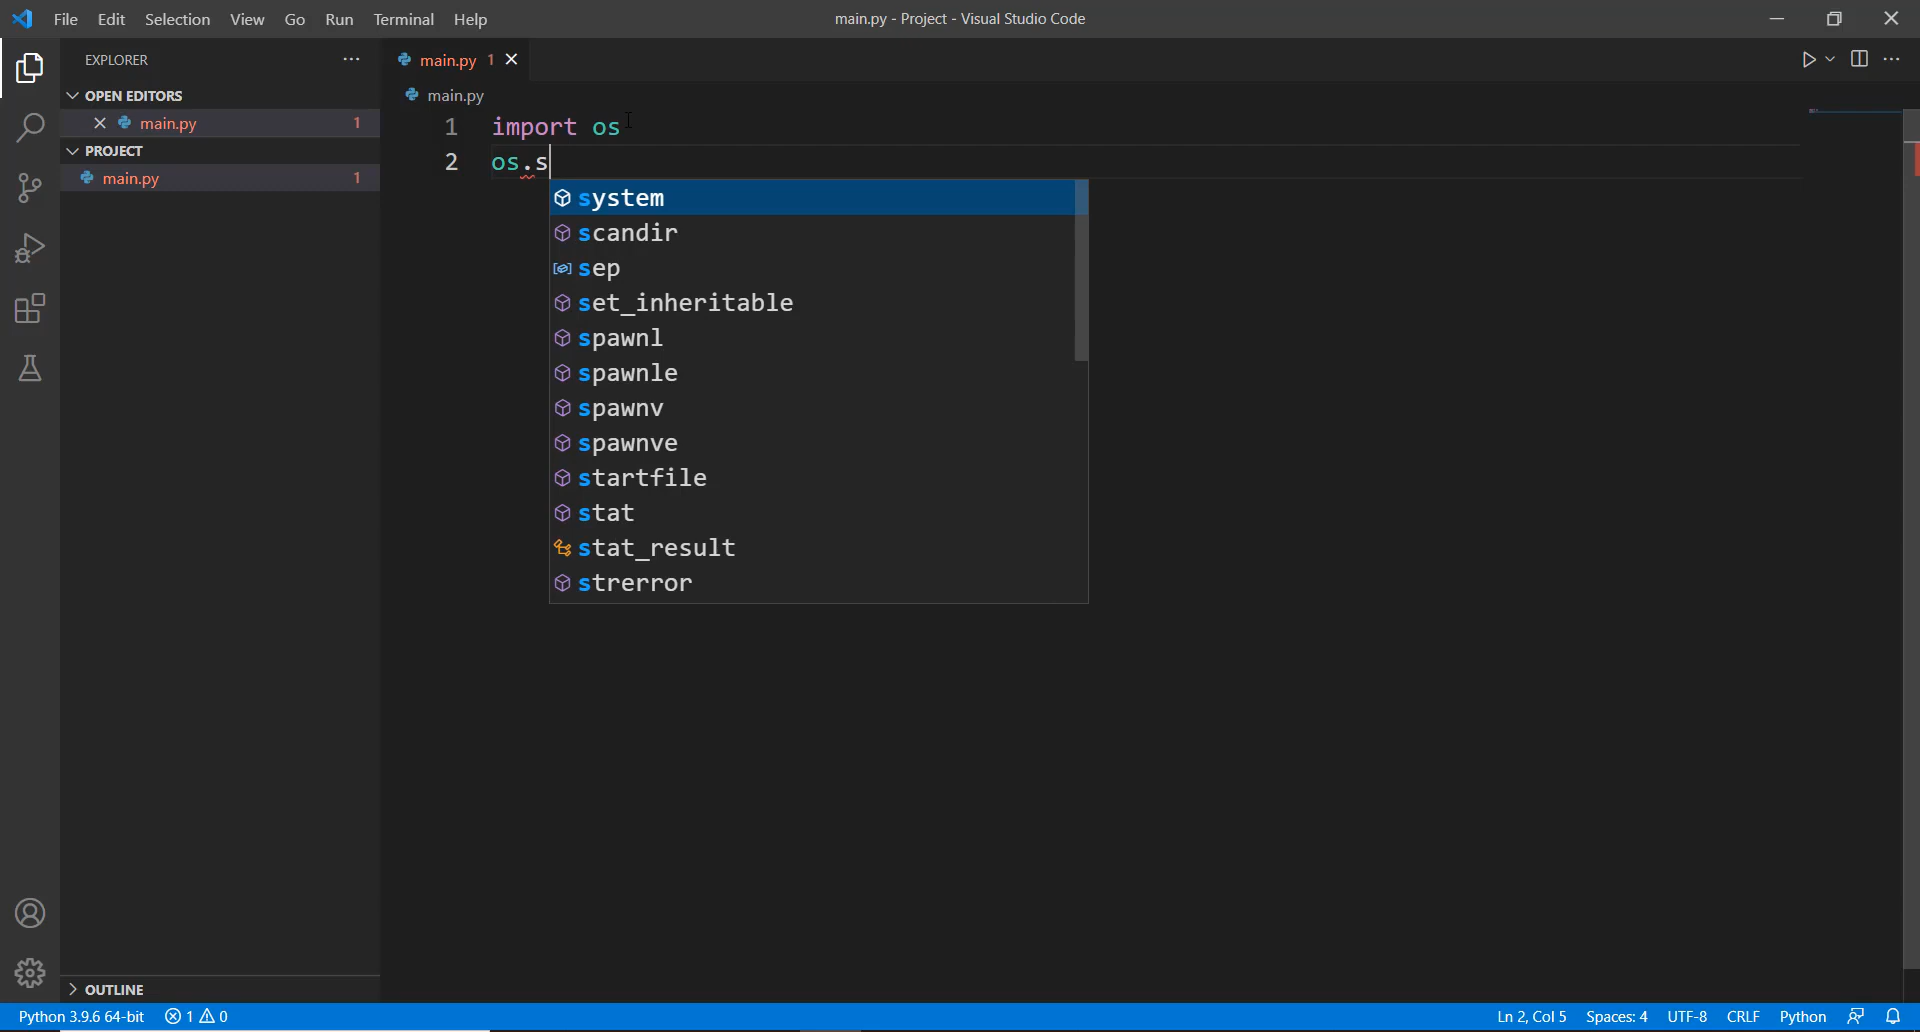 File Edit Selection View Go Run Terminal Help
main.py - Project - Visual Studio Code
EXPLORER
OPEN EDITORS
main.py 1
PROJECT
main.py 1
OUTLINE
main.py 1
main.py
1 import os
2 os.s
system
scandir
sep
set_inheritable
spawnl
spawnle
spawnv
spawnve
startfile
stat
stat_result
strerror
Python 3.9.6 64-bit 1 0
Ln 2, Col 5 Spaces: 4 UTF-8 CRLF Python